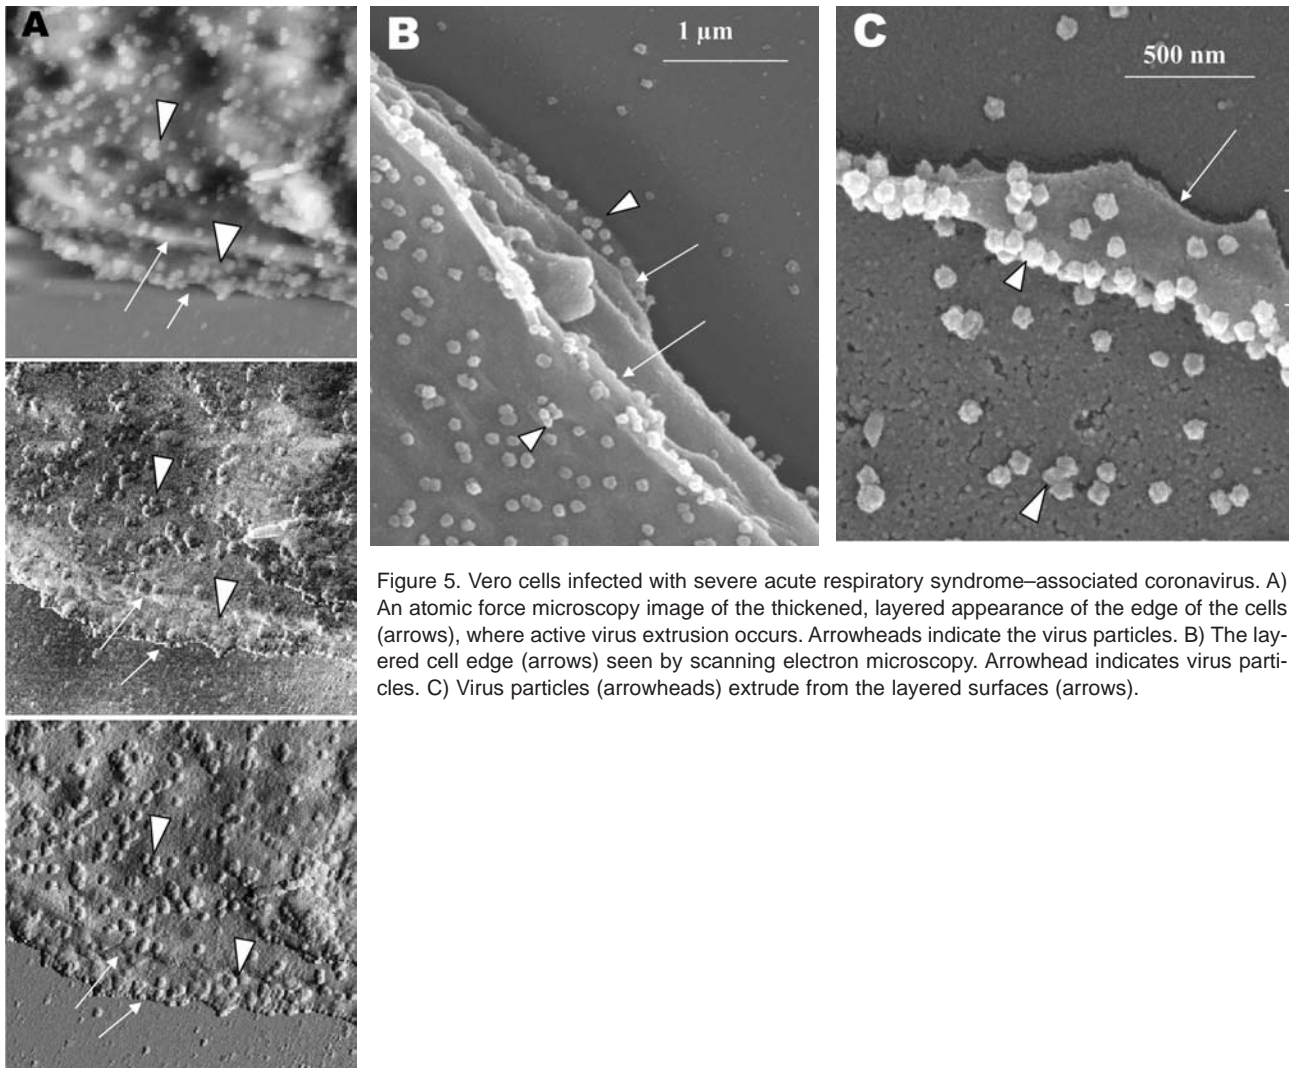 A
B
1 µm
C
500 nm
Figure 5. Vero cells infected with severe acute respiratory syndrome–associated coronavirus. A)
An atomic force microscopy image of the thickened, layered appearance of the edge of the cells
(arrows), where active virus extrusion occurs. Arrowheads indicate the virus particles. B) The lay-
ered cell edge (arrows) seen by scanning electron microscopy. Arrowhead indicates virus parti-
cles. C) Virus particles (arrowheads) extrude from the layered surfaces (arrows).